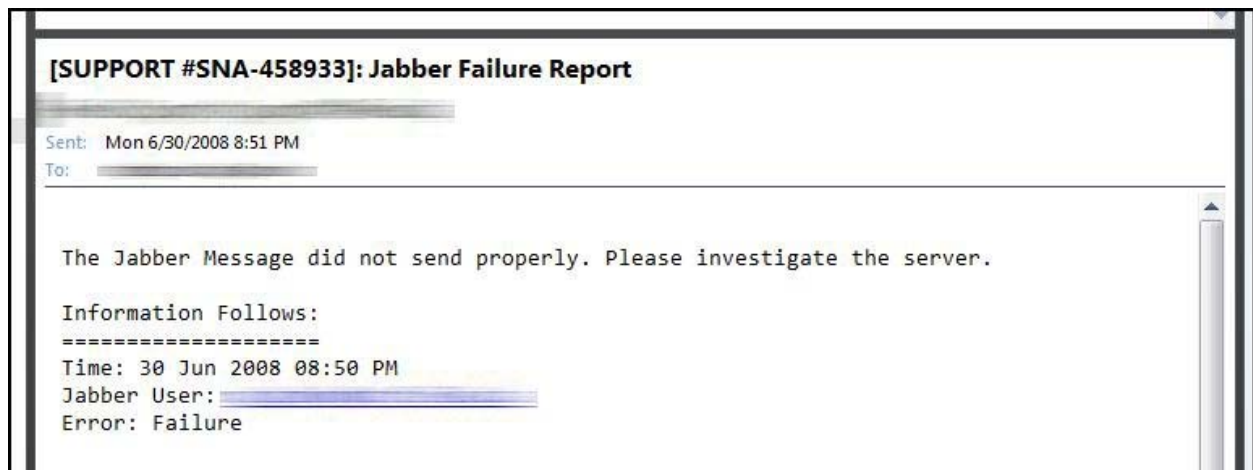 [SUPPORT #SNA-458933]: Jabber Failure Report
Sent: Mon 6/30/2008 8:51 PM
To:
The Jabber Message did not send properly. Please investigate the server.
Information Follows:
====================
Time: 30 Jun 2008 08:50 PM
Jabber User:
Error: Failure